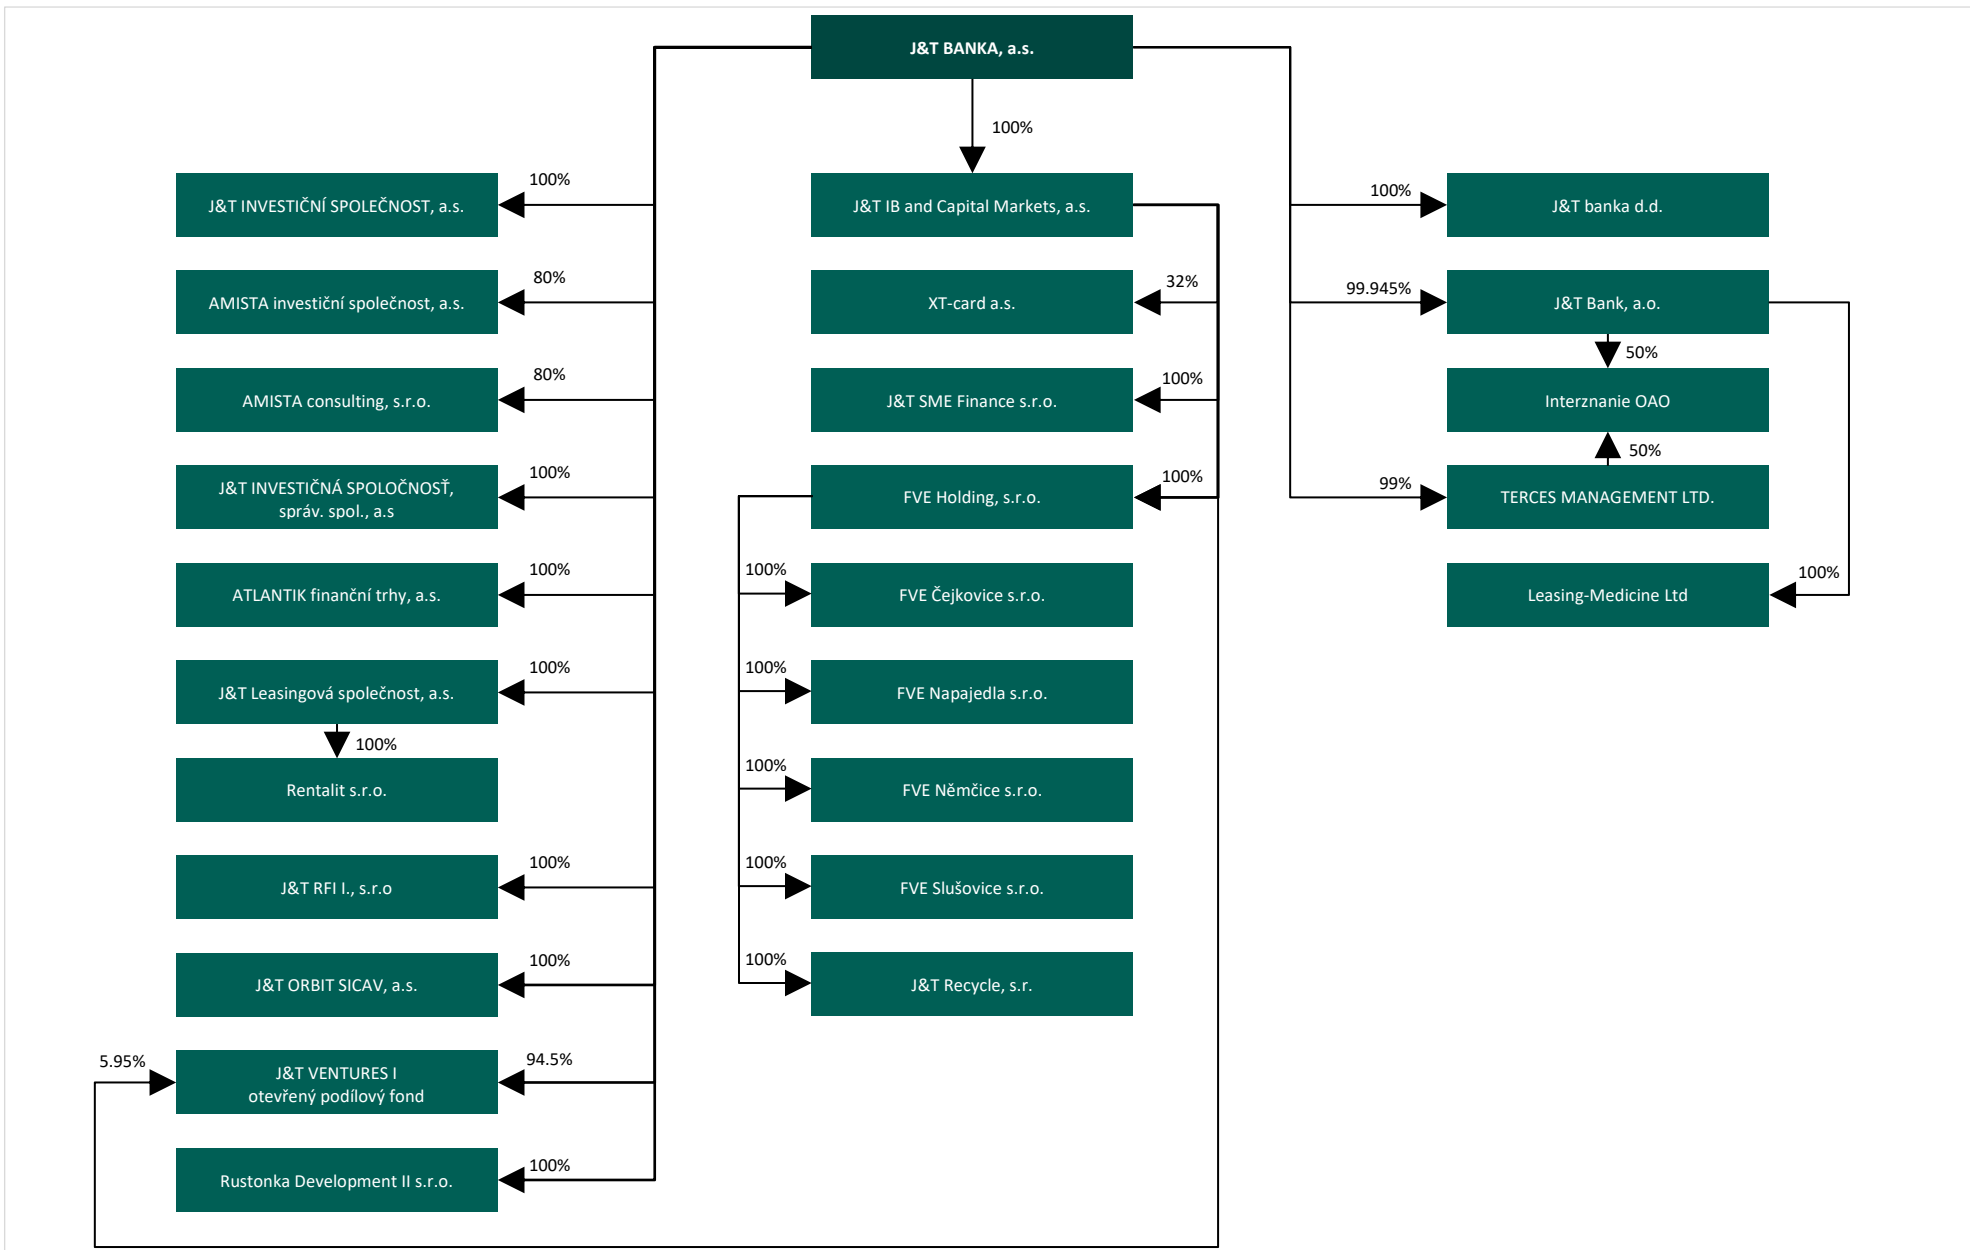 J&T BANKA, a.s.
100%
100%
J&T INVESTIČNÍ SPOLEČNOST, a.s.
J&T IB and Capital Markets, a.s.
100%
J&T banka d.d.
80%
AMISTA investiční společnost, a.s.
32%
XT-card a.s.
99.945%
J&T Bank, a.o.
50%
80%
AMISTA consulting, s.r.o.
100%
J&T SME Finance s.r.o.
Interznanie OAO
50%
100%
J&T INVESTIČNÁ SPOLOČNOSŤ,
správ. spol., a.s
100%
FVE Holding, s.r.o.
99%
TERCES MANAGEMENT LTD.
100%
ATLANTIK finanční trhy, a.s.
100%
FVE Čejkovice s.r.o.
100%
Leasing-Medicine Ltd
100%
J&T Leasingová společnost, a.s.
100%
FVE Napajedla s.r.o.
100%
Rentalit s.r.o.
100%
FVE Němčice s.r.o.
100%
J&T RFI I., s.r.o
100%
FVE Slušovice s.r.o.
100%
J&T ORBIT SICAV, a.s.
100%
J&T Recycle, s.r.
5.95%
94.5%
J&T VENTURES I
otevřený podílový fond
100%
Rustonka Development II s.r.o.